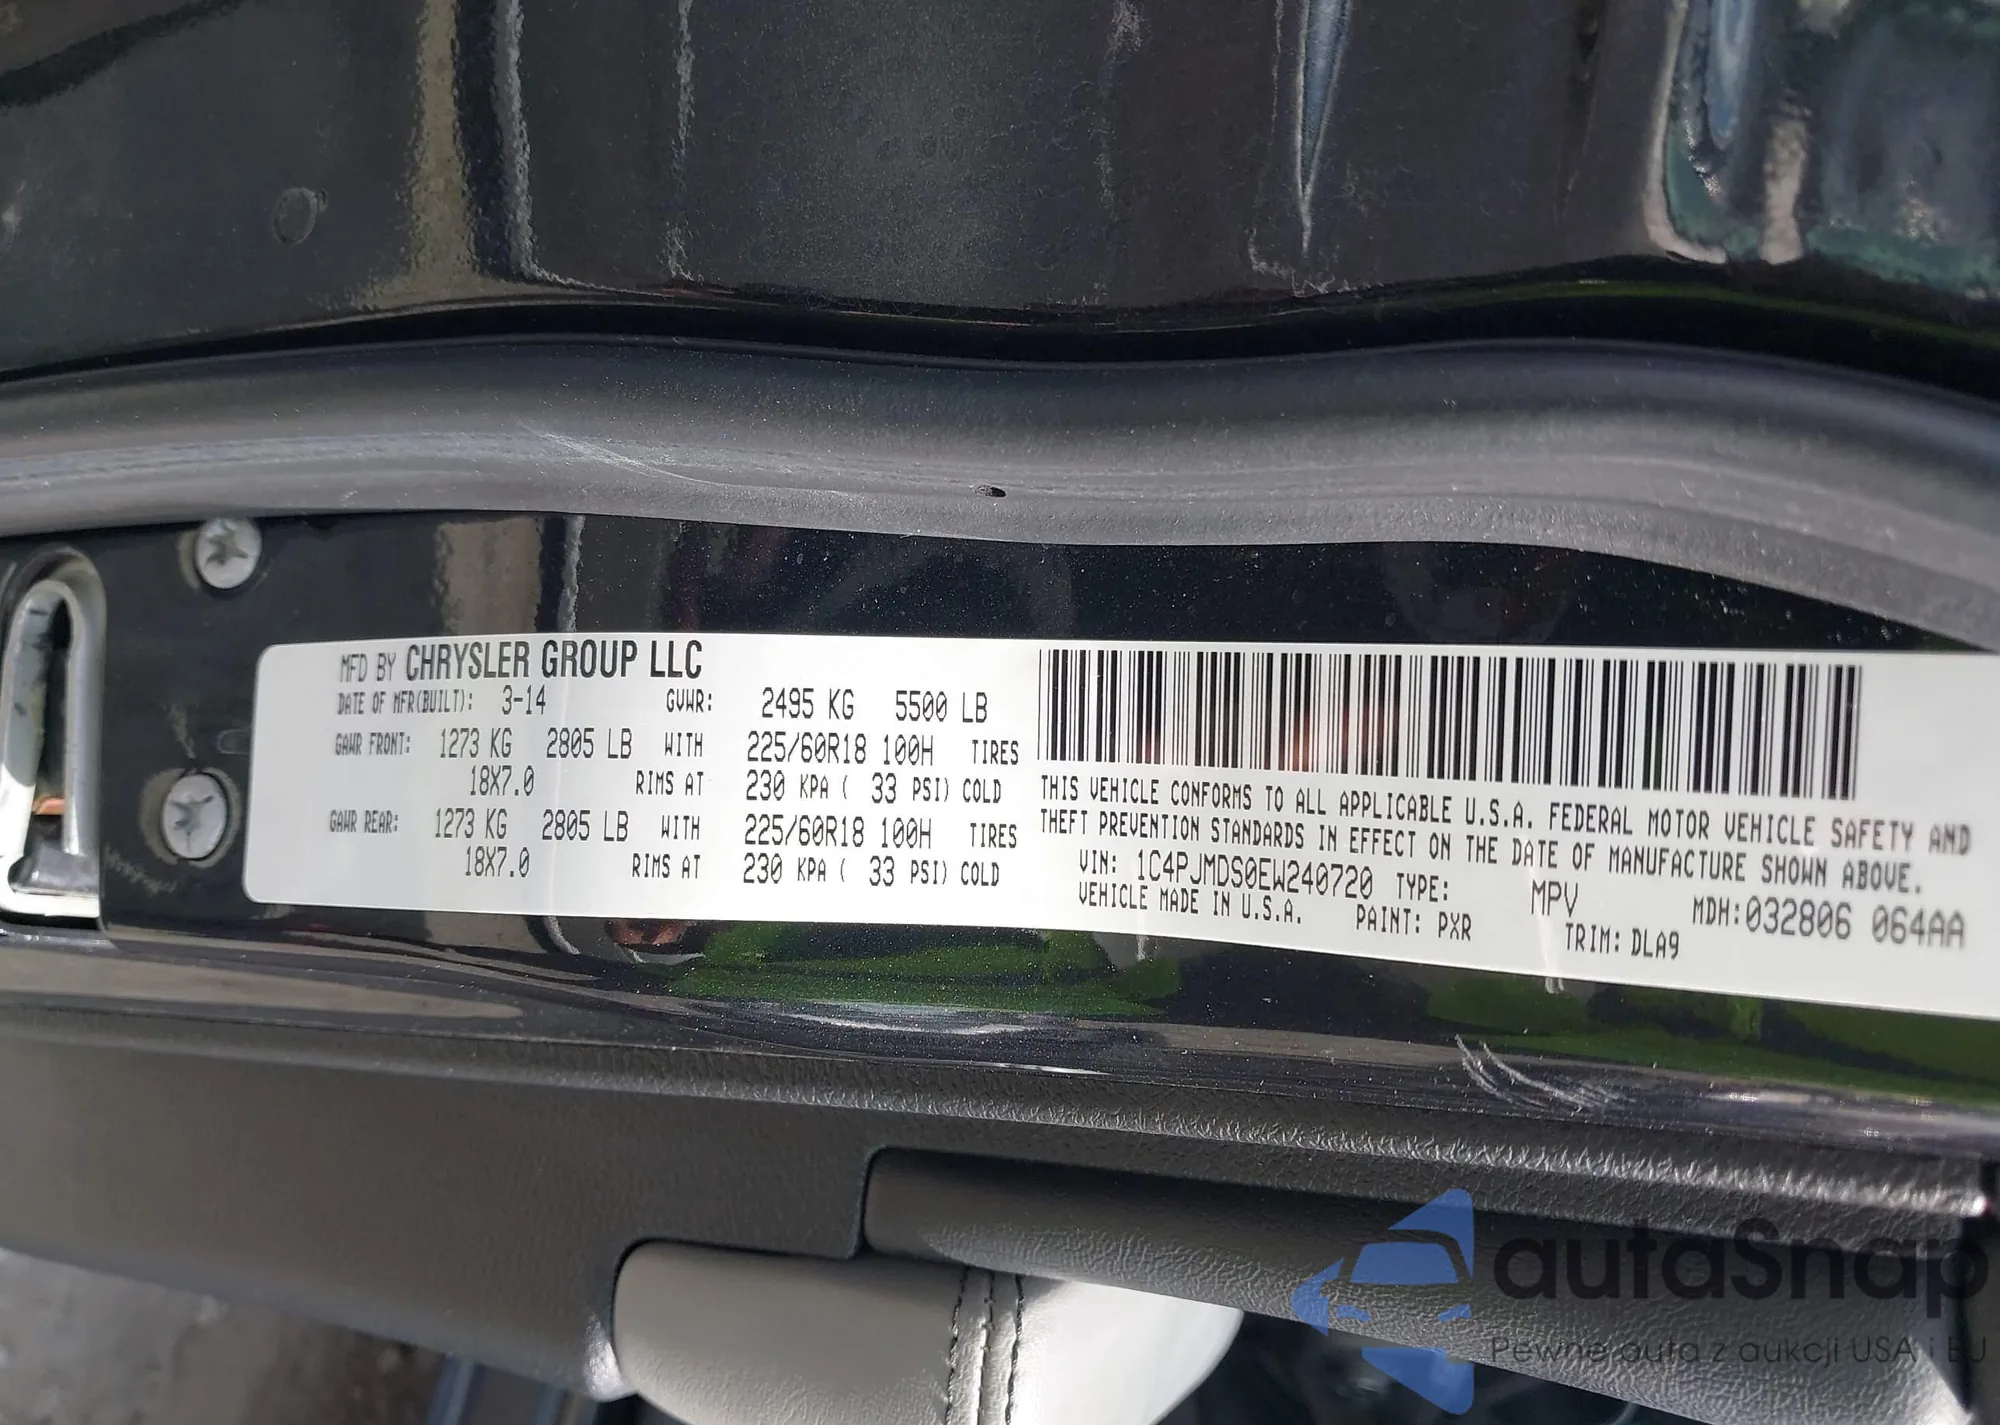 MFD BY CHRYSLER GROUP LLC
DATE OF MFR(BUILT): 3-14 GVWR: 2495 KG 5500 LB
GAWR FRONT: 1273 KG 2805 LB WITH 225/60R18 100H TIRES
18X7.0 RIMS AT 230 KPA ( 33 PSI) COLD
GAWR REAR: 1273 KG 2805 LB WITH 225/60R18 100H TIRES
18X7.0 RIMS AT 230 KPA ( 33 PSI) COLD
THIS VEHICLE CONFORMS TO ALL APPLICABLE U.S.A. FEDERAL MOTOR VEHICLE SAFETY AND
THEFT PREVENTION STANDARDS IN EFFECT ON THE DATE OF MANUFACTURE SHOWN ABOVE.
VIN: 1C4PJMDS0EW240720 TYPE: MPV MDH:032806 064AA
VEHICLE MADE IN U.S.A. PAINT: PXR TRIM: DLA9
autaSnap
Pewne auta z aukcji USA i EU